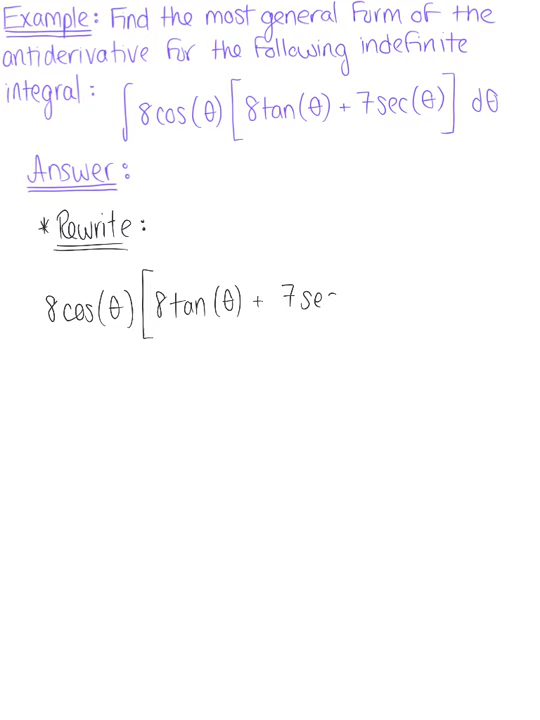 Example: Find the most general form of the
antiderivative for the following indefinite
integral: ∫ 8cos(θ) [8tan(θ) + 7sec(θ)] dθ
Answer:
* Rewrite:
8cos(θ) [8tan(θ) + 7se